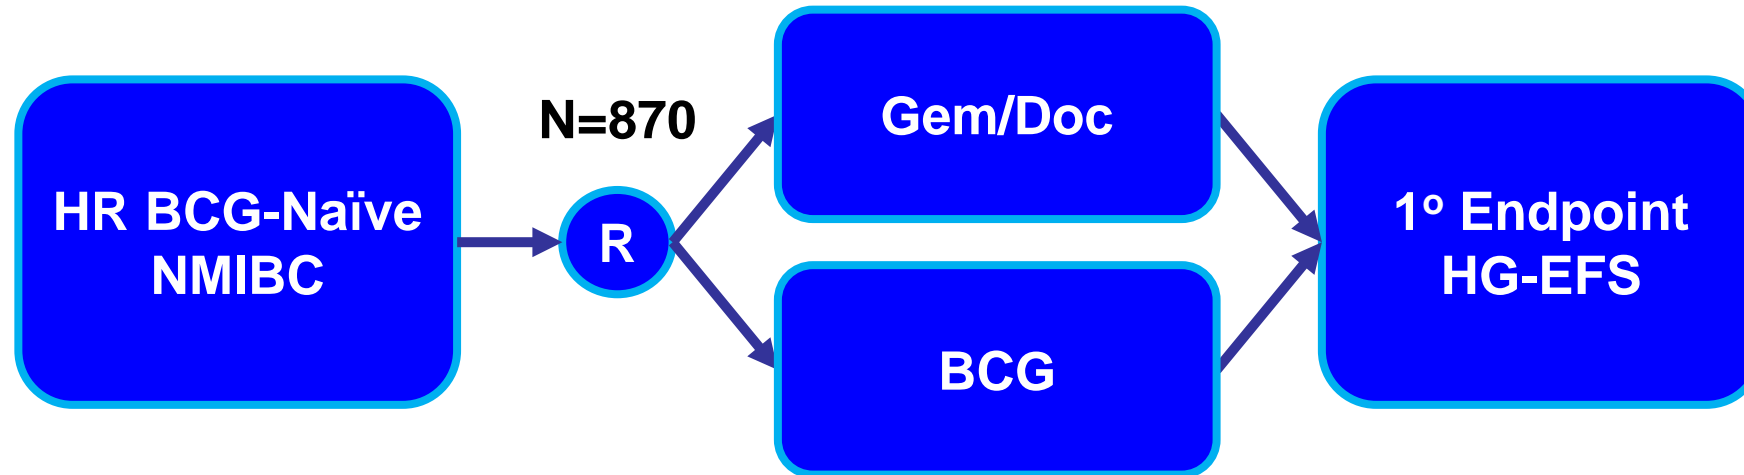 HR BCG-Naïve
NMIBC
N=870
R
Gem/Doc
BCG
1º Endpoint
HG-EFS